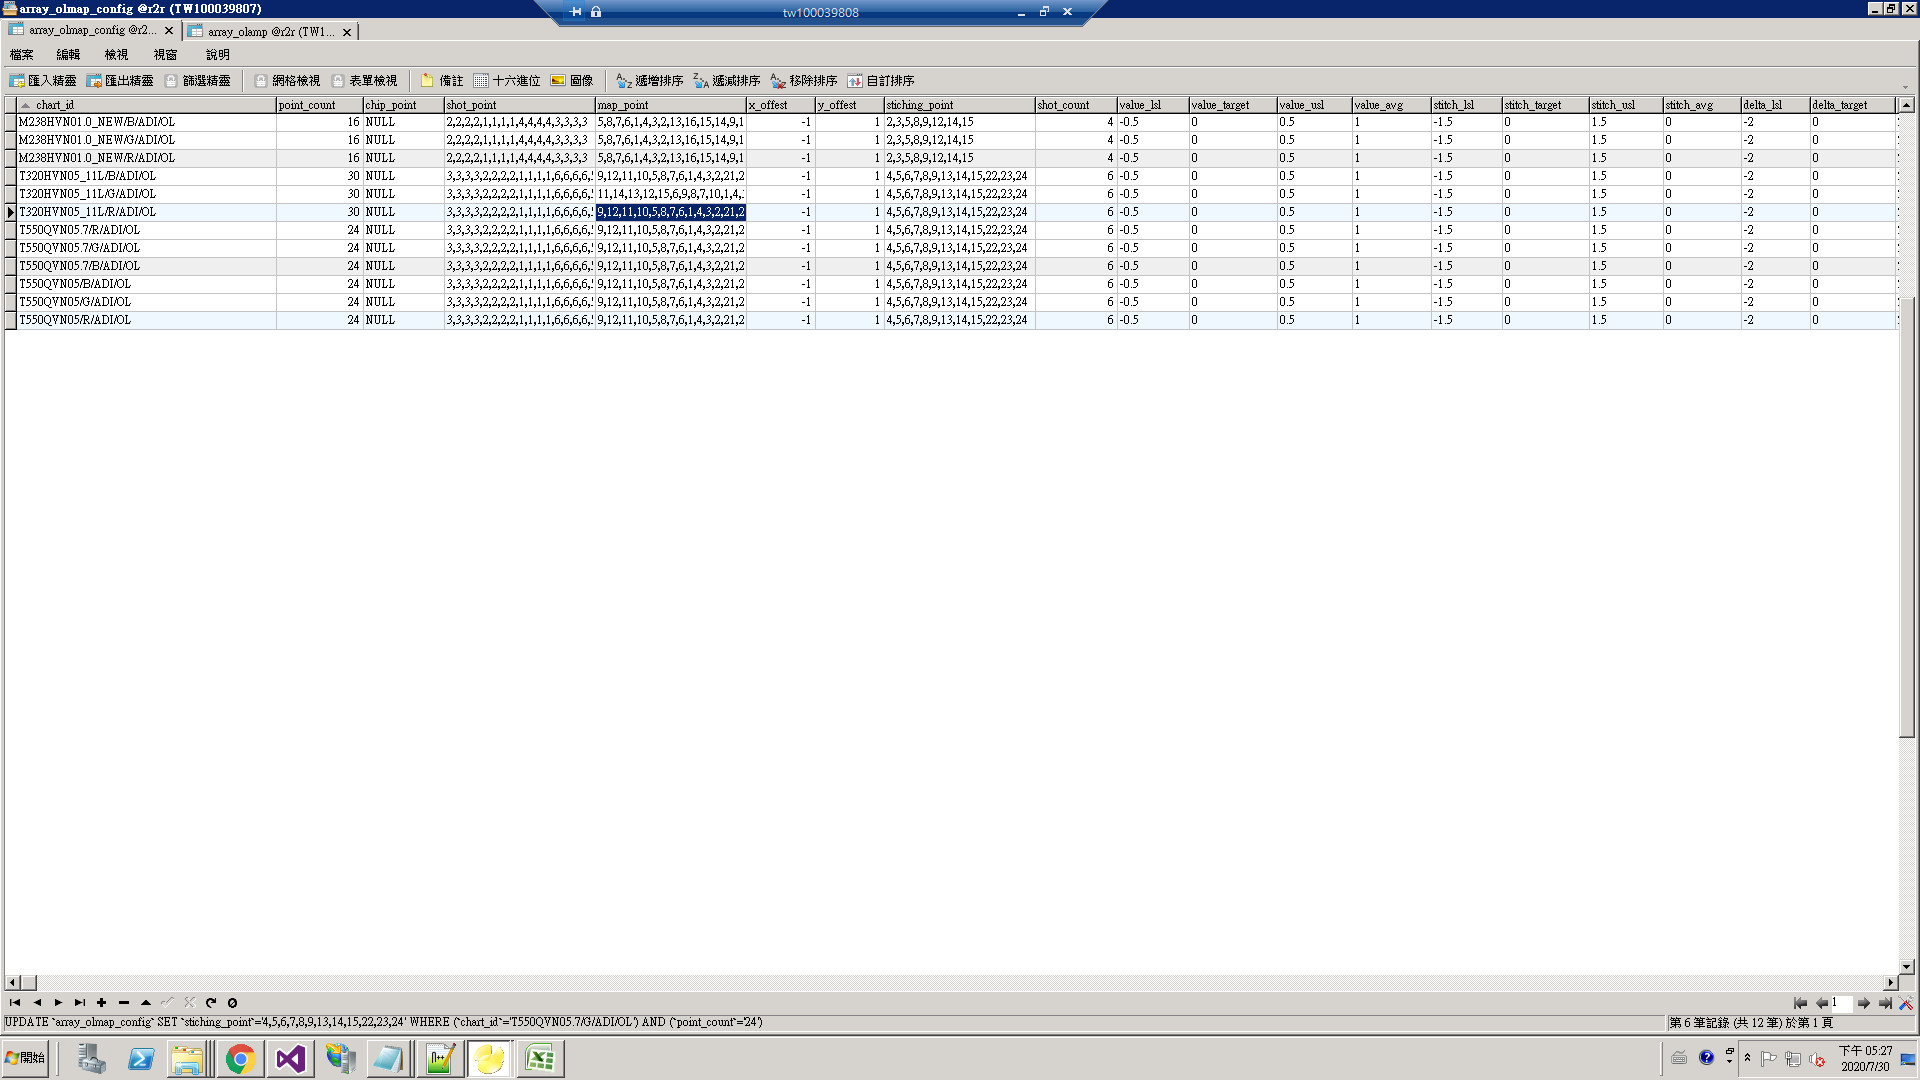 array_olmap_config @r2r (TW100039807)
tw100039808
array_olmap_config @r2...
array_olamp @r2r (TW1...
檔案 編輯 檢視 視窗 說明
匯入精靈 匯出精靈 篩選精靈 網格檢視 表單檢視 備註 十六進位 圖像 遞增排序 遞減排序 移除排序 自訂排序
chart_id point_count chip_point shot_point map_point x_offest y_offest stiching_point shot_count value_lsl value_target value_usl value_avg stitch_lsl stitch_target stitch_usl stitch_avg delta_lsl delta_target
M238HVN01.0_NEW/B/ADI/OL 16 NULL 2,2,2,2,1,1,1,1,4,4,4,4,3,3,3,3 5,8,7,6,1,4,3,2,13,16,15,14,9,1 -1 1 2,3,5,8,9,12,14,15 4 -0.5 0 0.5 1 -1.5 0 1.5 0 -2 0
M238HVN01.0_NEW/G/ADI/OL 16 NULL 2,2,2,2,1,1,1,1,4,4,4,4,3,3,3,3 5,8,7,6,1,4,3,2,13,16,15,14,9,1 -1 1 2,3,5,8,9,12,14,15 4 -0.5 0 0.5 1 -1.5 0 1.5 0 -2 0
M238HVN01.0_NEW/R/ADI/OL 16 NULL 2,2,2,2,1,1,1,1,4,4,4,4,3,3,3,3 5,8,7,6,1,4,3,2,13,16,15,14,9,1 -1 1 2,3,5,8,9,12,14,15 4 -0.5 0 0.5 1 -1.5 0 1.5 0 -2 0
T320HVN05_11L/B/ADI/OL 30 NULL 3,3,3,3,2,2,2,2,1,1,1,1,6,6,6,6, 9,12,11,10,5,8,7,6,1,4,3,2,21,2 -1 1 4,5,6,7,8,9,13,14,15,22,23,24 6 -0.5 0 0.5 1 -1.5 0 1.5 0 -2 0
T320HVN05_11L/G/ADI/OL 30 NULL 3,3,3,3,2,2,2,2,1,1,1,1,6,6,6,6, 11,14,13,12,15,6,9,8,7,10,1,4, -1 1 4,5,6,7,8,9,13,14,15,22,23,24 6 -0.5 0 0.5 1 -1.5 0 1.5 0 -2 0
T320HVN05_11L/R/ADI/OL 30 NULL 3,3,3,3,2,2,2,2,1,1,1,1,6,6,6,6, 9,12,11,10,5,8,7,6,1,4,3,2,21,2 -1 1 4,5,6,7,8,9,13,14,15,22,23,24 6 -0.5 0 0.5 1 -1.5 0 1.5 0 -2 0
T550QVN05.7/R/ADI/OL 24 NULL 3,3,3,3,2,2,2,2,1,1,1,1,6,6,6,6, 9,12,11,10,5,8,7,6,1,4,3,2,21,2 -1 1 4,5,6,7,8,9,13,14,15,22,23,24 6 -0.5 0 0.5 1 -1.5 0 1.5 0 -2 0
T550QVN05.7/G/ADI/OL 24 NULL 3,3,3,3,2,2,2,2,1,1,1,1,6,6,6,6, 9,12,11,10,5,8,7,6,1,4,3,2,21,2 -1 1 4,5,6,7,8,9,13,14,15,22,23,24 6 -0.5 0 0.5 1 -1.5 0 1.5 0 -2 0
T550QVN05.7/B/ADI/OL 24 NULL 3,3,3,3,2,2,2,2,1,1,1,1,6,6,6,6, 9,12,11,10,5,8,7,6,1,4,3,2,21,2 -1 1 4,5,6,7,8,9,13,14,15,22,23,24 6 -0.5 0 0.5 1 -1.5 0 1.5 0 -2 0
T550QVN05/B/ADI/OL 24 NULL 3,3,3,3,2,2,2,2,1,1,1,1,6,6,6,6, 9,12,11,10,5,8,7,6,1,4,3,2,21,2 -1 1 4,5,6,7,8,9,13,14,15,22,23,24 6 -0.5 0 0.5 1 -1.5 0 1.5 0 -2 0
T550QVN05/G/ADI/OL 24 NULL 3,3,3,3,2,2,2,2,1,1,1,1,6,6,6,6, 9,12,11,10,5,8,7,6,1,4,3,2,21,2 -1 1 4,5,6,7,8,9,13,14,15,22,23,24 6 -0.5 0 0.5 1 -1.5 0 1.5 0 -2 0
T550QVN05/R/ADI/OL 24 NULL 3,3,3,3,2,2,2,2,1,1,1,1,6,6,6,6, 9,12,11,10,5,8,7,6,1,4,3,2,21,2 -1 1 4,5,6,7,8,9,13,14,15,22,23,24 6 -0.5 0 0.5 1 -1.5 0 1.5 0 -2 0
1
UPDATE `array_olmap_config` SET `stiching_point`='4,5,6,7,8,9,13,14,15,22,23,24' WHERE (`chart_id`='T550QVN05.7/G/ADI/OL') AND (`point_count`='24')
第 6 筆記錄 (共 12 筆) 於第 1 頁
開始
下午 05:27
2020/7/30